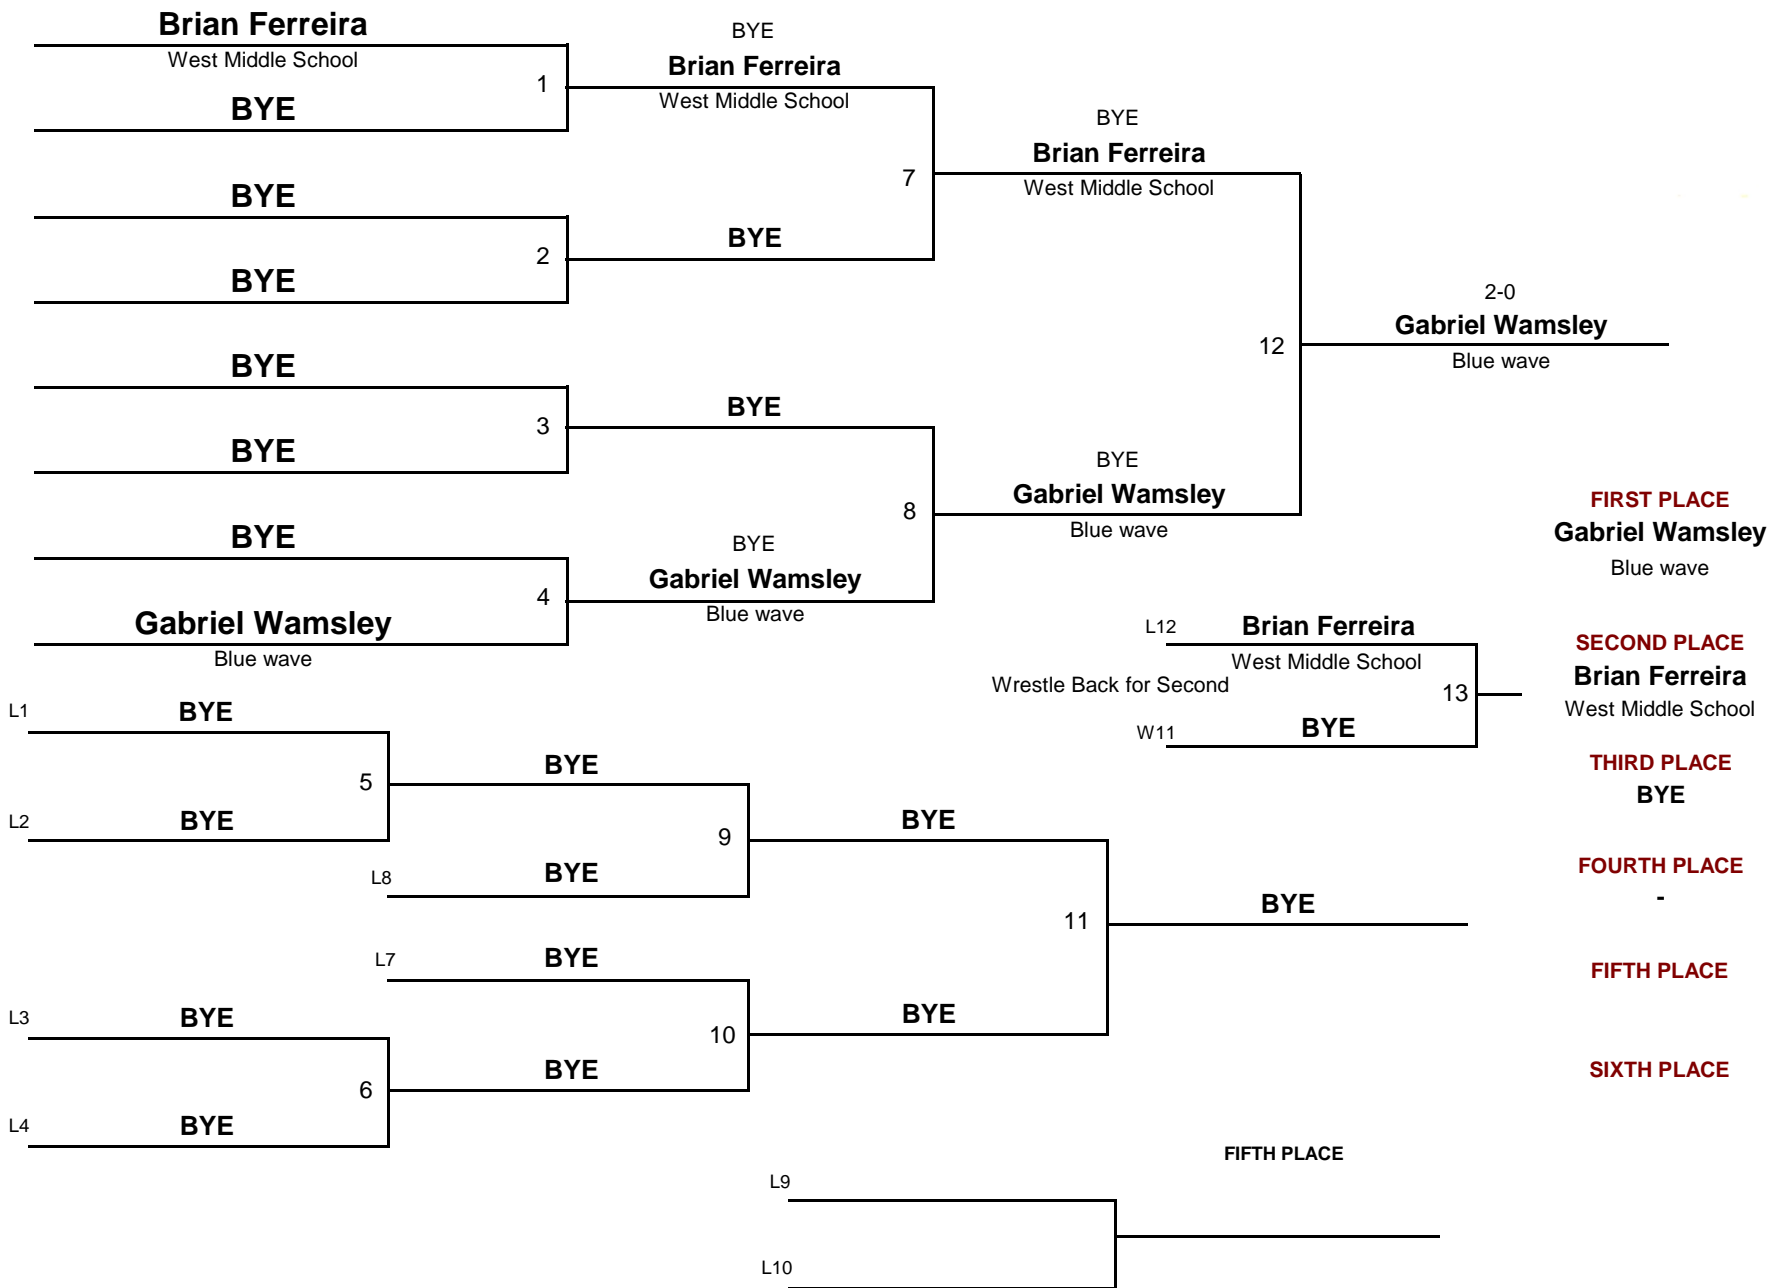 Brian Ferreira
West Middle School
1
BYE
BYE
Brian Ferreira
West Middle School
BYE
2
BYE
BYE
7
BYE
Brian Ferreira
West Middle School
BYE
3
BYE
BYE
BYE
4
Gabriel Wamsley
Blue wave
BYE
Gabriel Wamsley
Blue wave
8
BYE
Gabriel Wamsley
Blue wave
12
2-0
Gabriel Wamsley
Blue wave
FIRST PLACE
Gabriel Wamsley
Blue wave
L12
Brian Ferreira
West Middle School
Wrestle Back for Second
13
W11
BYE
SECOND PLACE
Brian Ferreira
West Middle School
THIRD PLACE
BYE
FOURTH PLACE
-
FIFTH PLACE
SIXTH PLACE
L1
BYE
5
L2
BYE
BYE
9
L8
BYE
BYE
11
BYE
L7
BYE
10
BYE
L3
BYE
6
BYE
L4
BYE
FIFTH PLACE
L9
L10